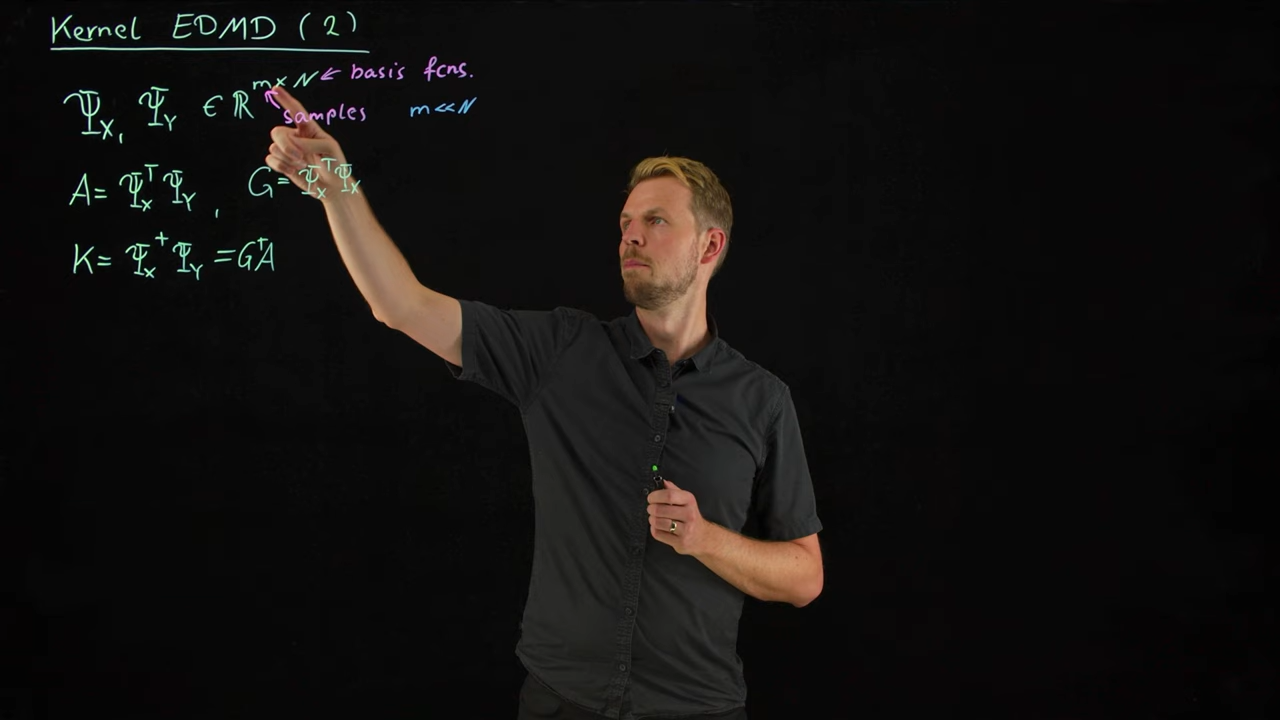 Kernel EDMD (2)
Ψ_X, Ψ_Y ∈ ℝ^{m×N} ← basis fcns.
samples m<<N
A = Ψ_X^T Ψ_Y , G = Ψ_X^T Ψ_X
K = Ψ_X^+ Ψ_Y = G^+A